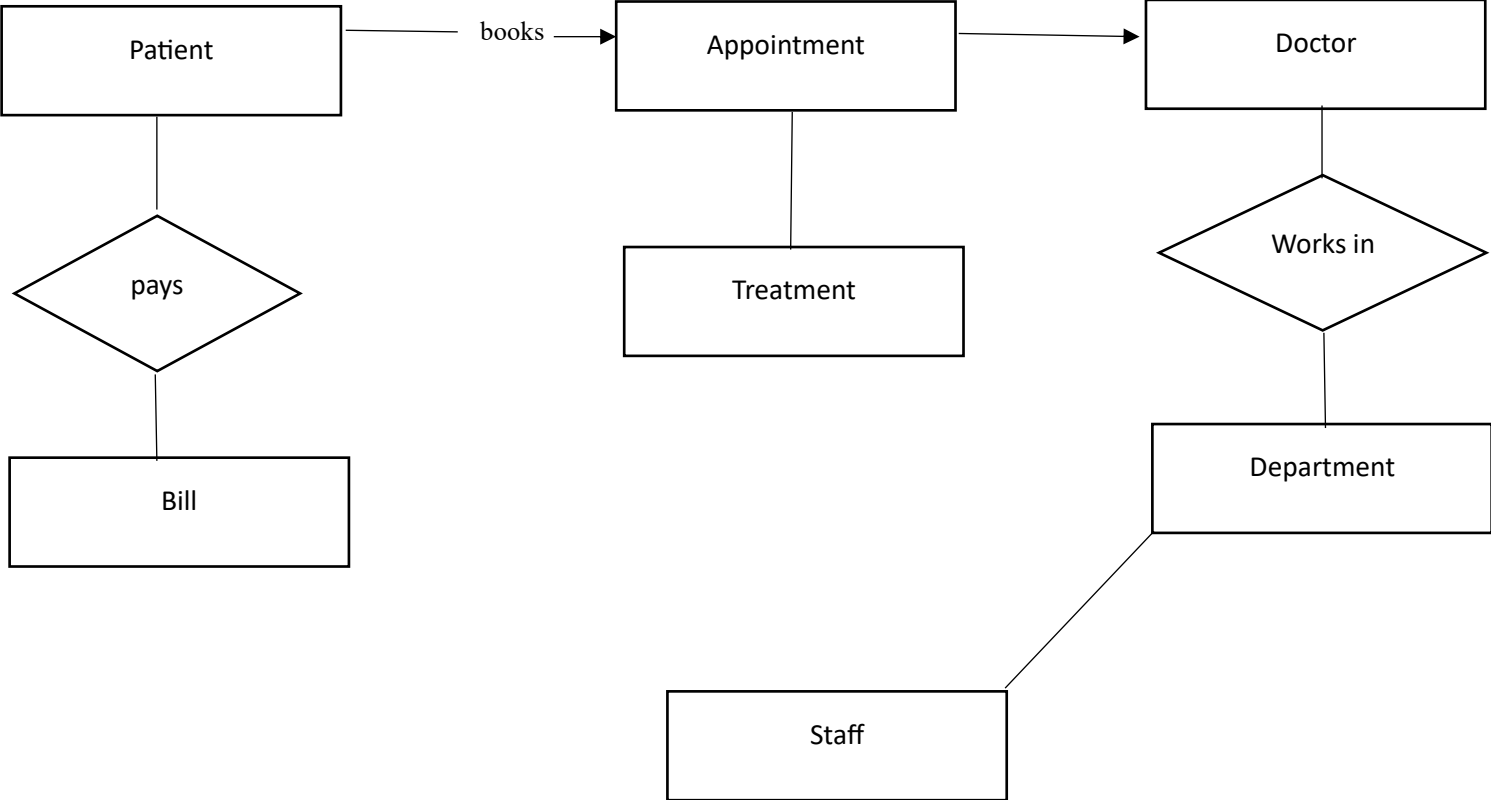 Patient
books
Appointment
Doctor
pays
Treatment
Works in
Bill
Department
Staff